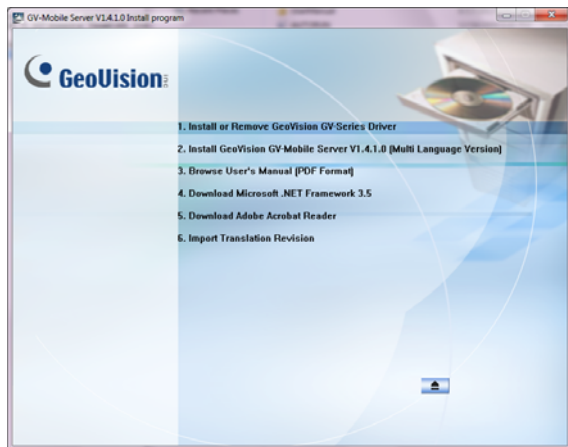 GV-Mobile Server V1.4.1.0 Install program
GeoVision Inc
1. Install or Remove GeoVision GV-Series Driver
2. Install GeoVision GV-Mobile Server V1.4.1.0 (Multi Language Version)
3. Browse User's Manual (PDF Format)
4. Download Microsoft .NET Framework 3.5
5. Download Adobe Acrobat Reader
6. Import Translation Revision